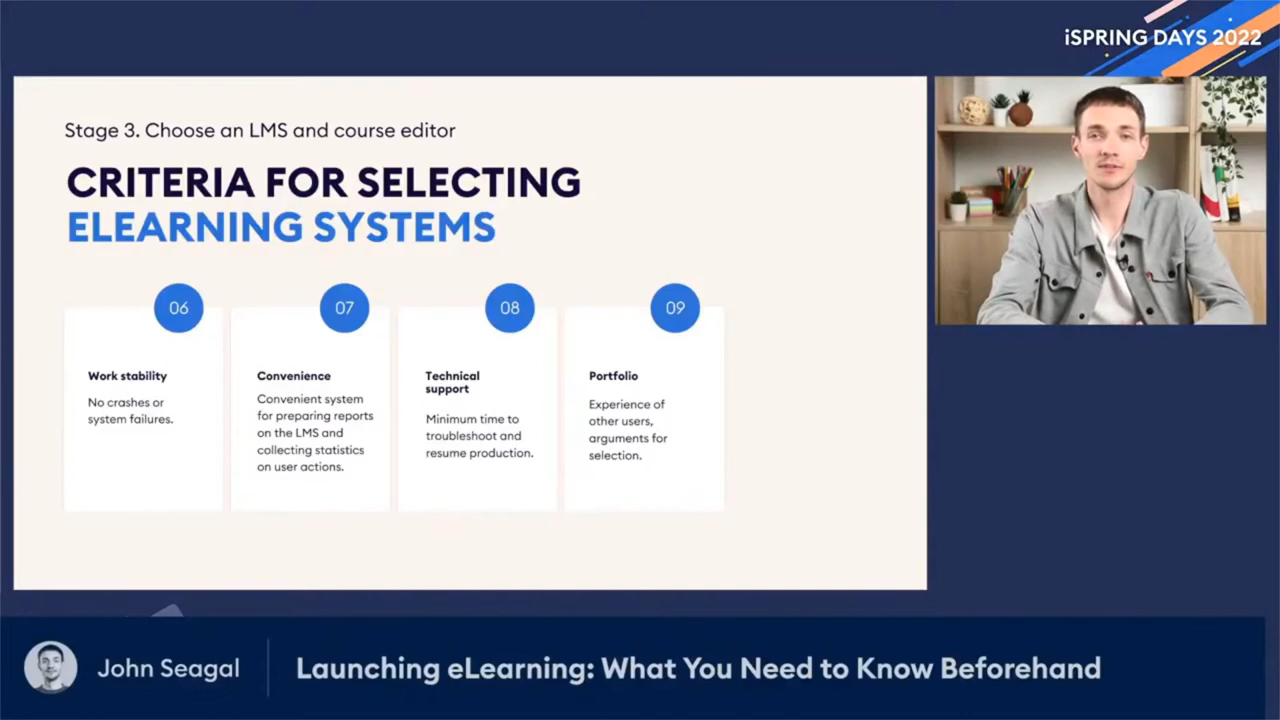 iSPRING DAYS 2022
Stage 3. Choose an LMS and course editor
CRITERIA FOR SELECTING
ELEARNING SYSTEMS
06
07
08
09
Work stability
No crashes or
system failures.
Convenience
Convenient system
for preparing reports
on the LMS and
collecting statistics
on user actions.
Technical
support
Minimum time to
troubleshoot and
resume production.
Portfolio
Experience of
other users,
arguments for
selection.
John Seagal
Launching eLearning: What You Need to Know Beforehand